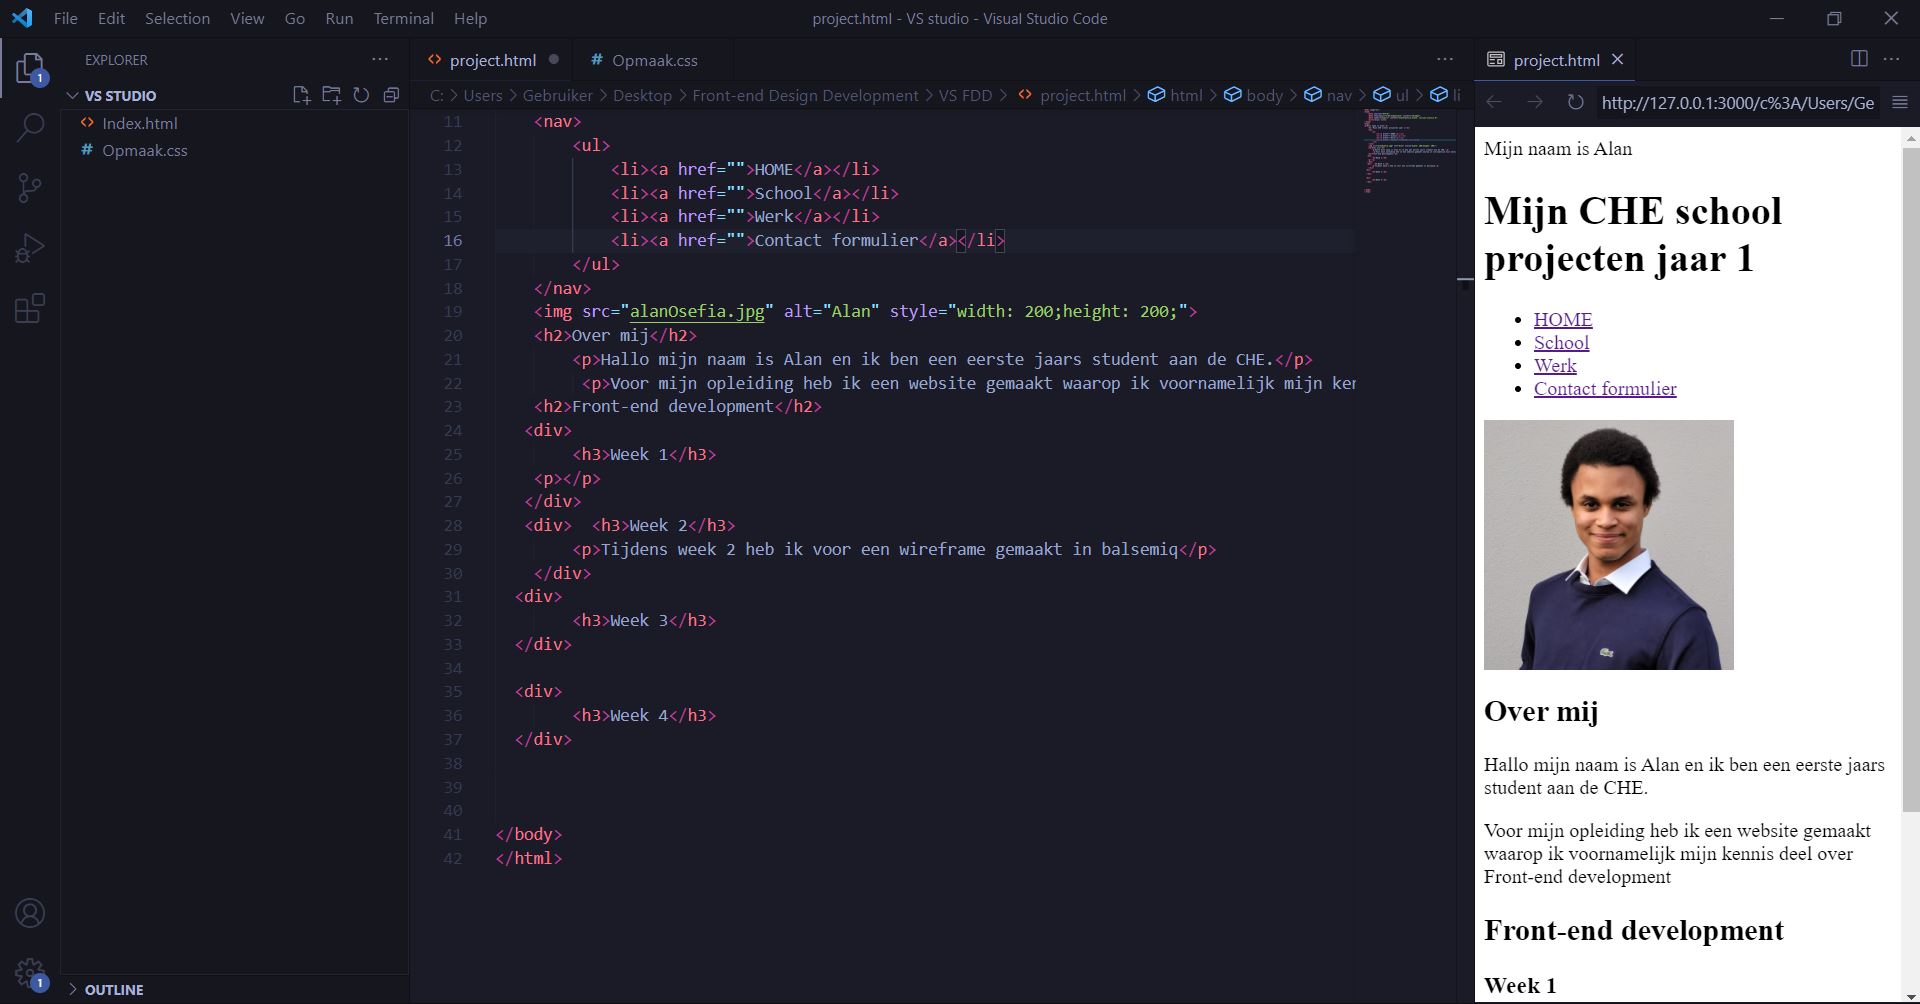 File Edit Selection View Go Run Terminal Help
project.html - VS studio - Visual Studio Code
EXPLORER
VS STUDIO
Index.html
Opmaak.css
OUTLINE
1
1
project.html
Opmaak.css
C: > Users > Gebruiker > Desktop > Front-end Design Development > VS FDD > project.html > html > body > nav > ul > li
11 <nav>
12 <ul>
13 <li><a href="">HOME</a></li>
14 <li><a href="">School</a></li>
15 <li><a href="">Werk</a></li>
16 <li><a href="">Contact formulier</a></li>
17 </ul>
18 </nav>
19 <img src="alanOsefia.jpg" alt="Alan" style="width: 200;height: 200;">
20 <h2>Over mij</h2>
21 <p>Hallo mijn naam is Alan en ik ben een eerste jaars student aan de CHE.</p>
22 <p>Voor mijn opleiding heb ik een website gemaakt waarop ik voornamelijk mijn ken
23 <h2>Front-end development</h2>
24 <div>
25 <h3>Week 1</h3>
26 <p></p>
27 </div>
28 <div> <h3>Week 2</h3>
29 <p>Tijdens week 2 heb ik voor een wireframe gemaakt in balsemiq</p>
30 </div>
31 <div>
32 <h3>Week 3</h3>
33 </div>
34
35 <div>
36 <h3>Week 4</h3>
37 </div>
38
39
40
41 </body>
42 </html>
project.html
http://127.0.0.1:3000/c%3A/Users/Ge
Mijn naam is Alan
Mijn CHE school
projecten jaar 1
HOME
School
Werk
Contact formulier
Over mij
Hallo mijn naam is Alan en ik ben een eerste jaars
student aan de CHE.
Voor mijn opleiding heb ik een website gemaakt
waarop ik voornamelijk mijn kennis deel over
Front-end development
Front-end development
Week 1